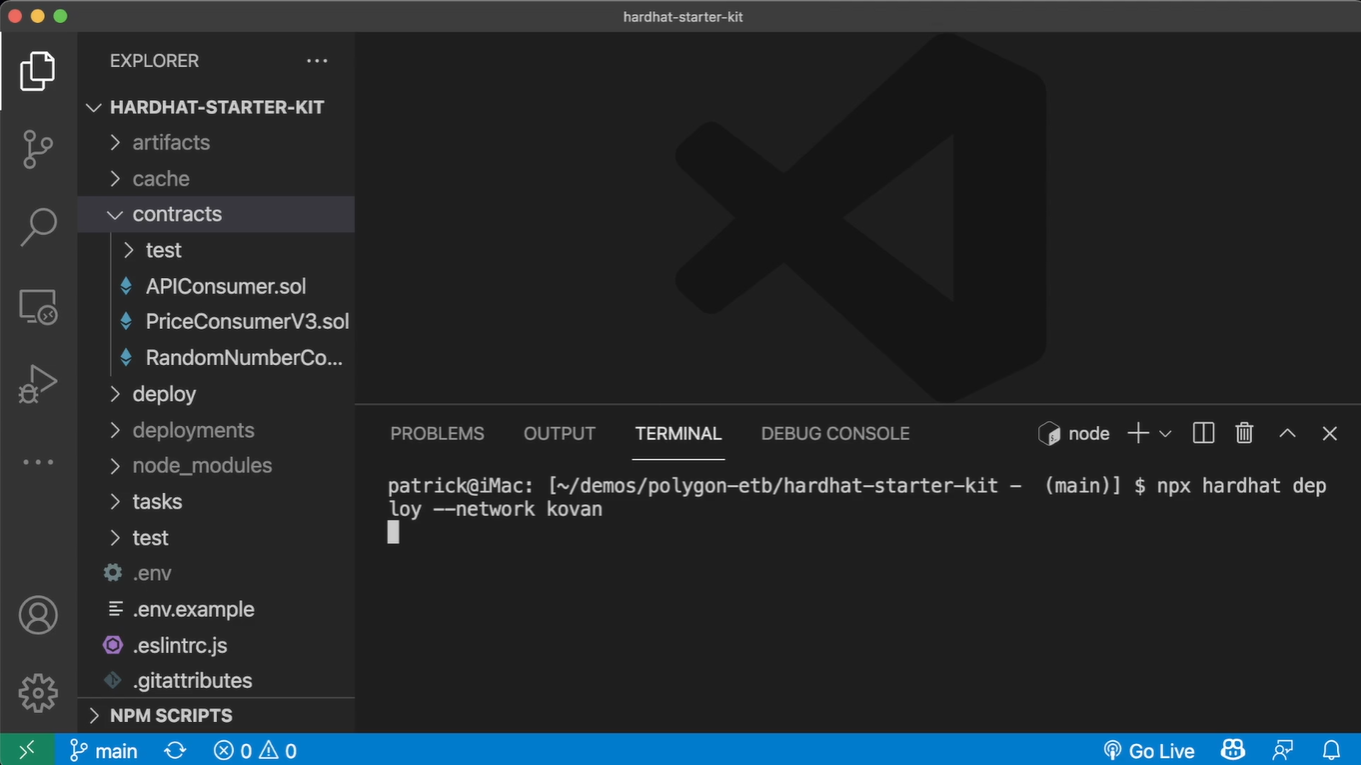 hardhat-starter-kit
EXPLORER
HARDHAT-STARTER-KIT
artifacts
cache
contracts
test
APIConsumer.sol
PriceConsumerV3.sol
RandomNumberCo...
deploy
deployments
node_modules
tasks
test
.env
.env.example
.eslintrc.js
.gitattributes
NPM SCRIPTS
PROBLEMS OUTPUT TERMINAL DEBUG CONSOLE node
patrick@iMac: [~/demos/polygon-etb/hardhat-starter-kit - (main)] $ npx hardhat dep
loy --network kovan
main 0 0 Go Live